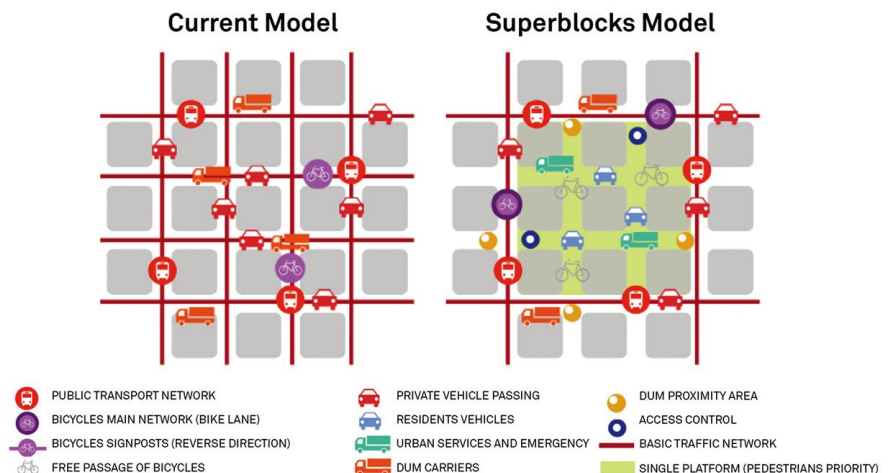 Current Model
Superblocks Model
PUBLIC TRANSPORT NETWORK
BICYCLES MAIN NETWORK (BIKE LANE)
BICYCLES SIGNPOSTS (REVERSE DIRECTION)
FREE PASSAGE OF BICYCLES
PRIVATE VEHICLE PASSING
RESIDENTS VEHICLES
URBAN SERVICES AND EMERGENCY
DUM CARRIERS
DUM PROXIMITY AREA
ACCESS CONTROL
BASIC TRAFFIC NETWORK
SINGLE PLATFORM (PEDESTRIANS PRIORITY)